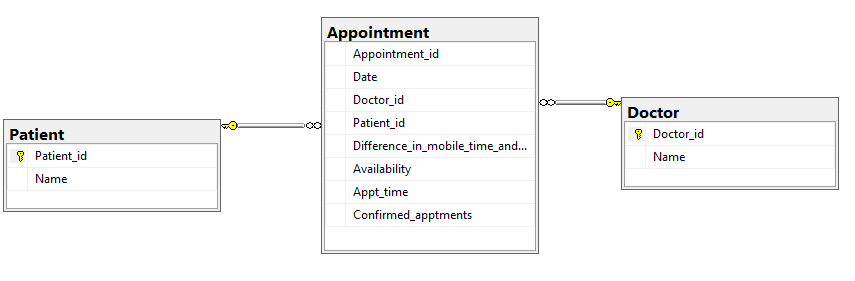 Patient
Patient_id
Name
Appointment
Appointment_id
Date
Doctor_id
Patient_id
Difference_in_mobile_time_and...
Availability
Appt_time
Confirmed_apptments
Doctor
Doctor_id
Name